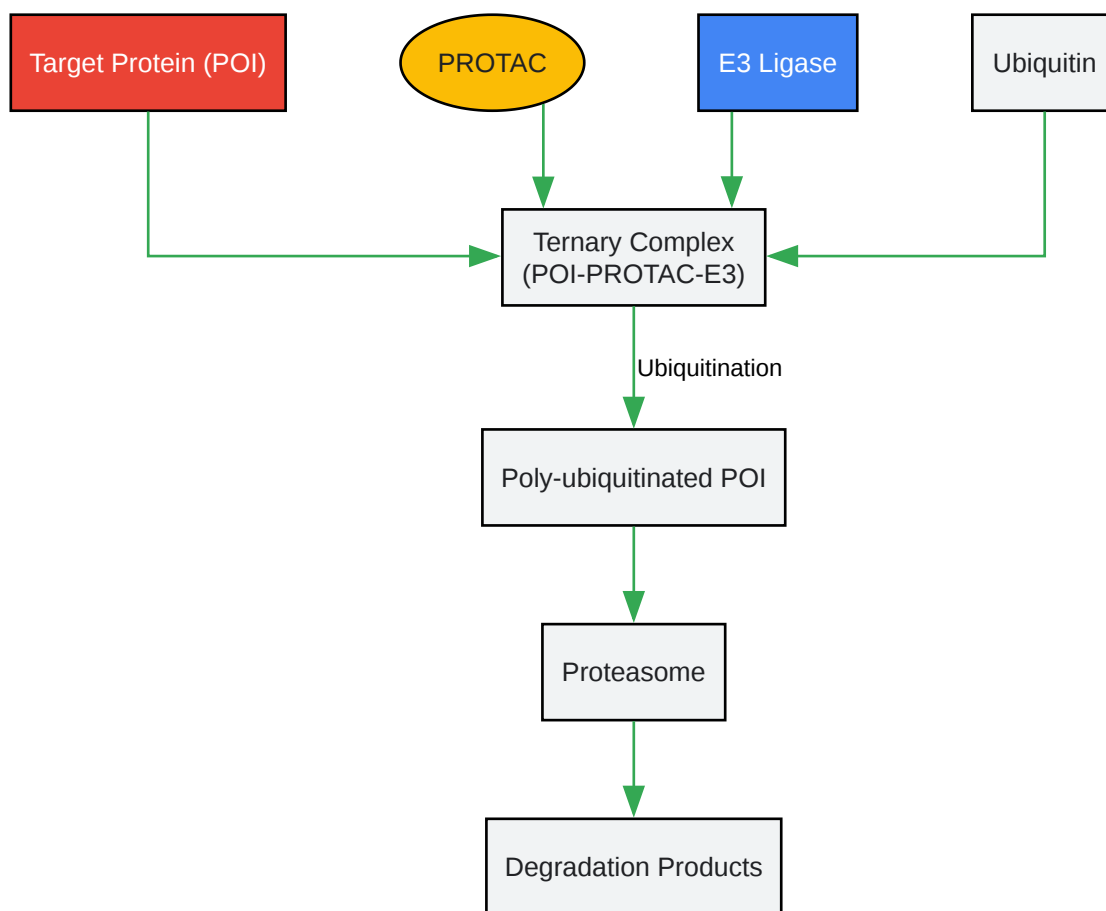 Target Protein (POI)
PROTAC
E3 Ligase
Ubiquitin
Ternary Complex
(POI-PROTAC-E3)
Ubiquitination
Poly-ubiquitinated POI
Proteasome
Degradation Products